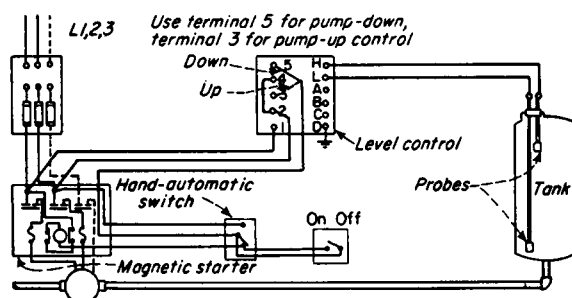 L1,2,3
Use terminal 5 for pump-down,
terminal 3 for pump-up control
Down
Up
5
4
3
2
1
H
L
A
B
C
D
Level control
Hand-automatic
switch
On Off
Probes
Tank
Magnetic starter